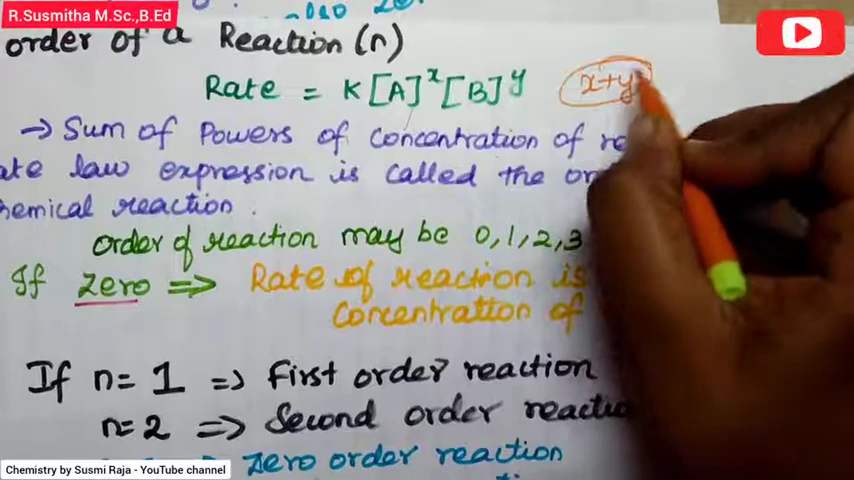 R.Susmitha M.Sc.,B.Ed
order of a Reaction (n)
Rate = K [A]^x [B]^y x+y
→ Sum of Powers of concentration of
law expression is called the
reaction.
order of reaction may be 0,1,2,3
If zero => Rate of reaction is
Concentration of
If n= 1 => First order reaction
n=2 => Second order
zero order reaction
Chemistry by Susmi Raja - YouTube channel